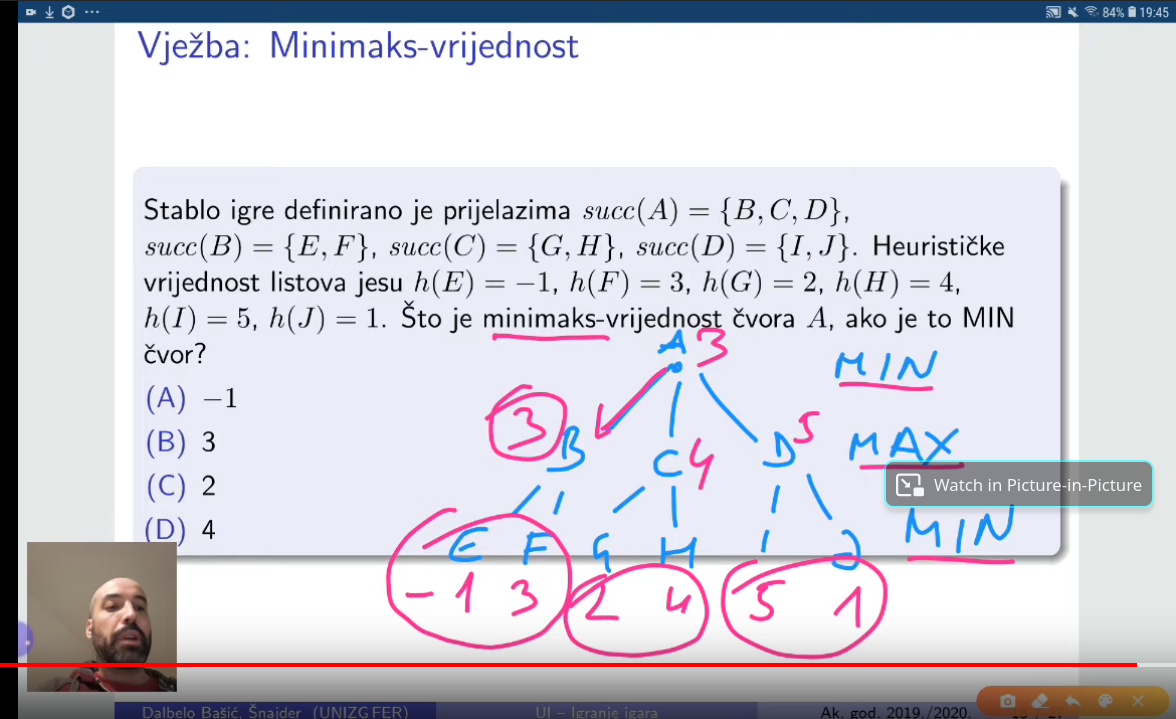 84% 19:45
Vježba: Minimaks-vrijednost
Stablo igre definirano je prijelazima succ(A) = {B, C, D},
succ(B) = {E, F}, succ(C) = {G, H}, succ(D) = {I, J}. Heurističke
vrijednost listova jesu h(E) = −1, h(F) = 3, h(G) = 2, h(H) = 4,
h(I) = 5, h(J) = 1. Što je minimaks-vrijednost čvora A, ako je to MIN
čvor?
(A) −1
(B) 3
(C) 2
(D) 4
A 3 MIN
3 B C 4 D 5 MAX
Watch in Picture-in-Picture
E F G H I J MIN
-1 3 2 4 5 1
Dalbelo Bašić, Šnajder (UNIZG FER) UI – Igranje igara Ak. god. 2019./2020.